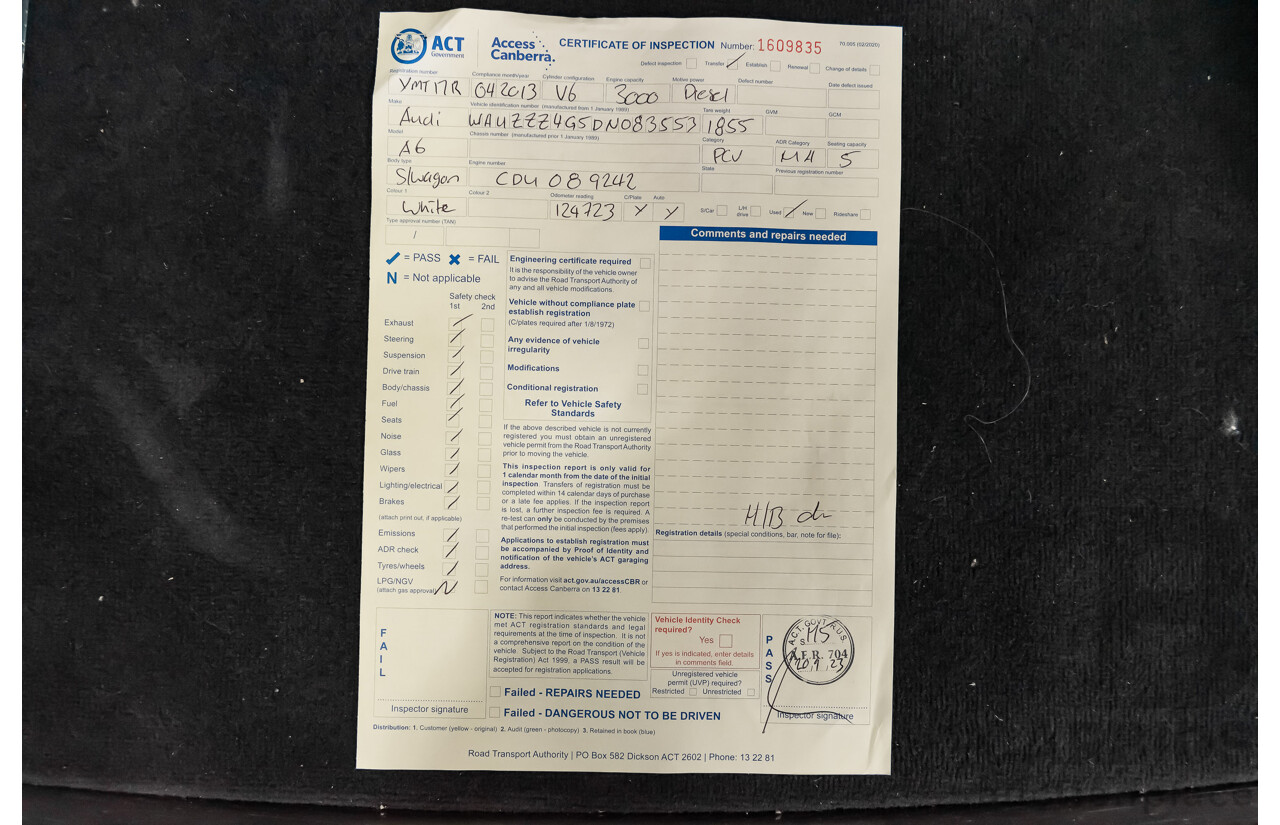 ACT
Government
Access
Canberra.
CERTIFICATE OF INSPECTION Number: 1609835
70.000 (02/2020)
Defect inspection Transfer Establish Renewal Change of details
Registration number Compliance month/year Cylinder configuration Engine capacity Motive power Defect number Date defect issued
YMT17R 042013 V6 3000 Diesel
Make Vehicle identification number (manufactured from 1 January 1989) Tare weight GVM GCM
Audi WAUZZZ4G5DN083553 1855
Model Chassis number (manufactured prior 1 January 1989) Category ADR Category Seating capacity
A6 PCV MA 5
Body type Engine number State Previous registration number
S/wagon CDU 089242
Colour 1 Colour 2 Odometer reading C/Plate Auto
White 124723 Y Y
S/Car L/H drive Used New Rideshare
Type approval number (TAN)
/
Comments and repairs needed
= PASS = FAIL
N = Not applicable
Safety check
1st 2nd
Exhaust
Steering
Suspension
Drive train
Body/chassis
Fuel
Seats
Noise
Glass
Wipers
Lighting/electrical
Brakes
(attach print out, if applicable)
Emissions
ADR check
Tyres/wheels
LPG/NGV
(attach gas approval) N
Engineering certificate required
It is the responsibility of the vehicle owner
to advise the Road Transport Authority of
any and all vehicle modifications.
Vehicle without compliance plate
establish registration
(C/plates required after 1/8/1972)
Any evidence of vehicle
irregularity
Modifications
Conditional registration
Refer to Vehicle Safety
Standards
If the above described vehicle is not currently
registered you must obtain an unregistered
vehicle permit from the Road Transport Authority
prior to moving the vehicle.
This inspection report is only valid for
1 calendar month from the date of the initial
inspection. Transfers of registration must be
completed within 14 calendar days of purchase
or a late fee applies. If the inspection report
is lost, a further inspection fee is required. A
re-test can only be conducted by the premises
that performed the initial inspection (fees apply).
Applications to establish registration must
be accompanied by Proof of Identity and
notification of the vehicle's ACT garaging
address.
For information visit act.gov.au/accessCBR or
contact Access Canberra on 13 22 81.
H/B
Registration details (special conditions, bar, note for file):
FAIL
Inspector signature
NOTE: This report indicates whether the vehicle
met ACT registration standards and legal
requirements at the time of inspection. It is not
a comprehensive report on the condition of the
vehicle. Subject to the Road Transport (Vehicle
Registration) Act 1999, a PASS result will be
accepted for registration applications.
Failed - REPAIRS NEEDED
Failed - DANGEROUS NOT TO BE DRIVEN
Vehicle Identity Check
required?
Yes
If yes is indicated, enter details
in comments field.
Unregistered vehicle
permit (UVP) required?
Restricted Unrestricted
PASS
A.F.R. 704
Inspector signature
Distribution: 1. Customer (yellow - original) 2. Audit (green - photocopy) 3. Retained in book (blue)
Road Transport Authority | PO Box 582 Dickson ACT 2602 | Phone: 13 22 81